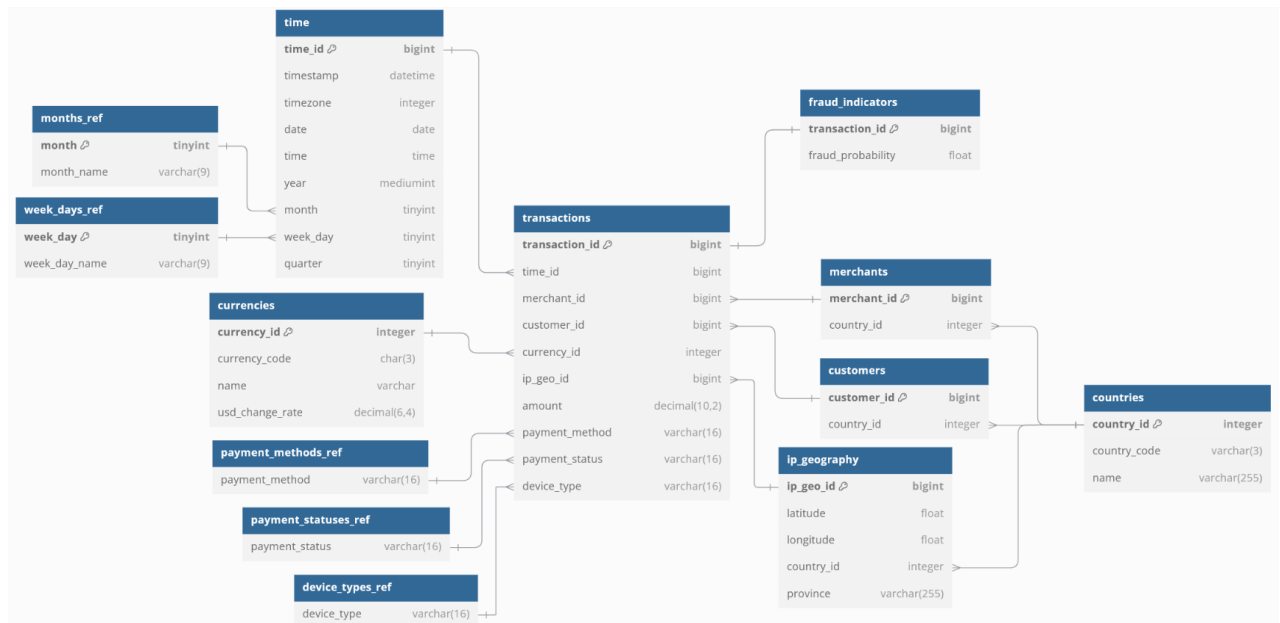 time
time_id bigint
timestamp datetime
timezone integer
date date
time time
year mediumint
month tinyint
week_day tinyint
quarter tinyint
months_ref
month tinyint
month_name varchar(9)
week_days_ref
week_day tinyint
week_day_name varchar(9)
currencies
currency_id integer
currency_code char(3)
name varchar
usd_change_rate decimal(6,4)
payment_methods_ref
payment_method varchar(16)
payment_statuses_ref
payment_status varchar(16)
device_types_ref
device_type varchar(16)
transactions
transaction_id bigint
time_id bigint
merchant_id bigint
customer_id bigint
currency_id integer
ip_geo_id bigint
amount decimal(10,2)
payment_method varchar(16)
payment_status varchar(16)
device_type varchar(16)
fraud_indicators
transaction_id bigint
fraud_probability float
merchants
merchant_id bigint
country_id integer
customers
customer_id bigint
country_id integer
ip_geography
ip_geo_id bigint
latitude float
longitude float
country_id integer
province varchar(255)
countries
country_id integer
country_code varchar(3)
name varchar(255)